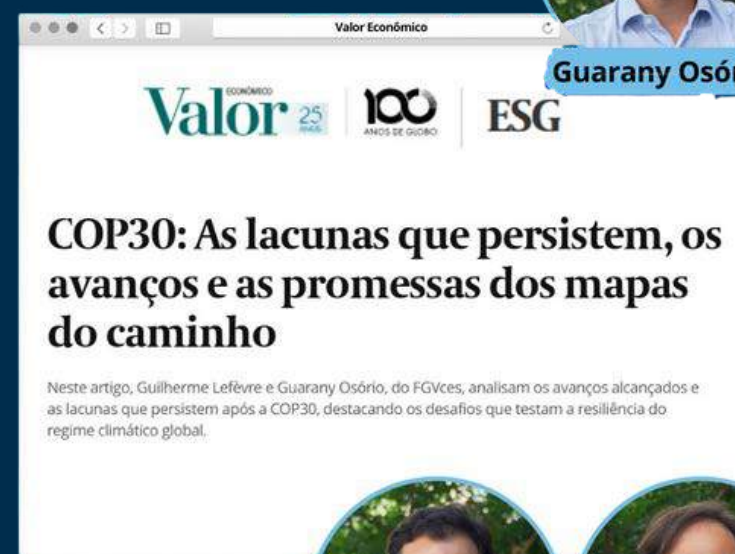 Valor Econômico
Guarany Osór
ECONÔMICO
Valor 25 ANOS
100 ANOS DE GLOBO
ESG
COP30: As lacunas que persistem, os
avanços e as promessas dos mapas
do caminho
Neste artigo, Guilherme Lefèvre e Guarany Osório, do FGVces, analisam os avanços alcançados e
as lacunas que persistem após a COP30, destacando os desafios que testam a resiliência do
regime climático global.